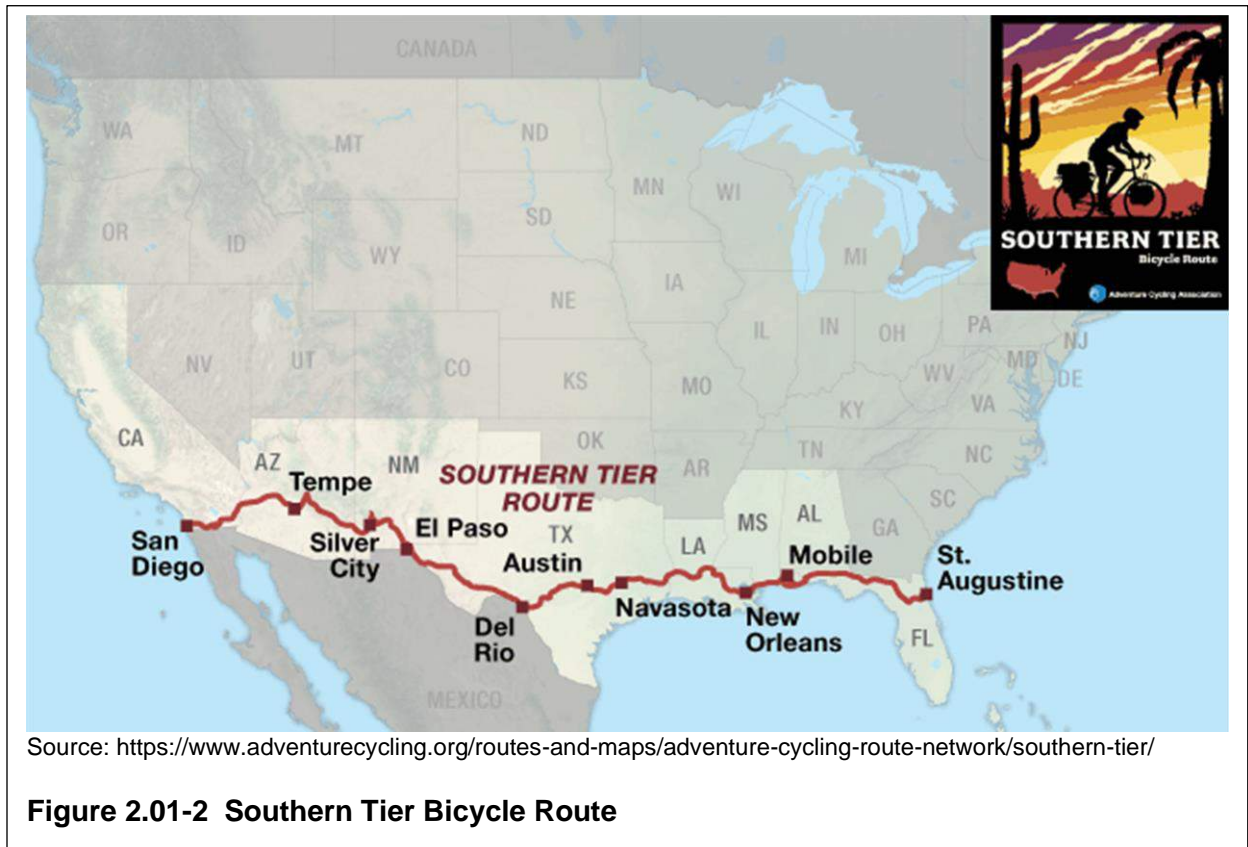 CANADA
WA
MT
ND
MN
OR
ID
SD
WI
WY
MI
SOUTHERN TIER
Bicycle Route
Adventure Cycling Association
IA
NE
NV
UT
CO
IL
IN
OH
PA
NJ
MD
DE
WV
VA
KS
MO
KY
CA
AZ
NM
OK
AR
TN
NC
SC
SOUTHERN TIER
ROUTE
Tempe
San
Diego
Silver
City
El Paso
TX
Austin
Del
Rio
Navasota
LA
MS
AL
GA
Mobile
New
Orleans
St.
Augustine
FL
MEXICO
Source: https://www.adventurecycling.org/routes-and-maps/adventure-cycling-route-network/southern-tier/
Figure 2.01-2 Southern Tier Bicycle Route